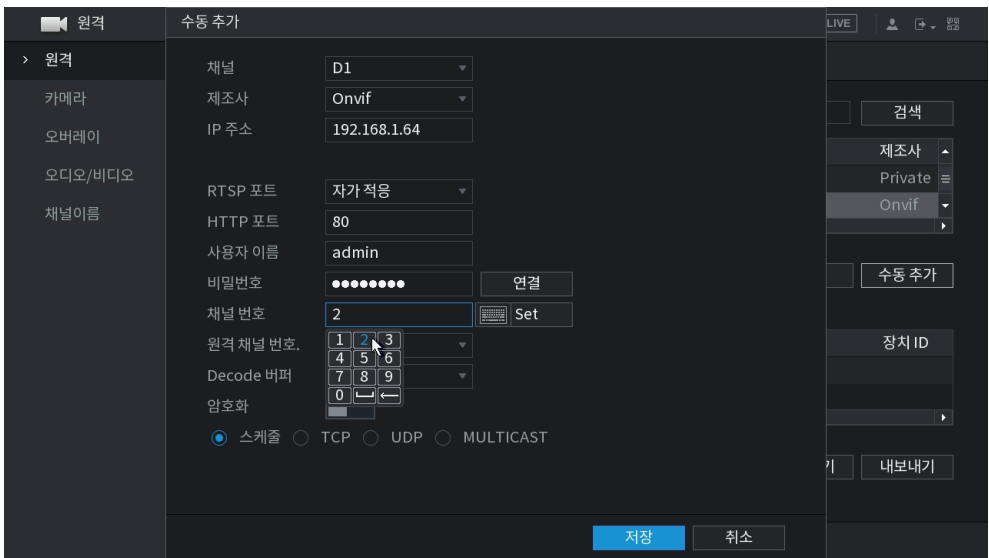 원격
수동 추가
LIVE
원격
카메라
오버레이
오디오/비디오
채널이름
채널 D1
제조사 Onvif
IP 주소 192.168.1.64
RTSP 포트 자가 적응
HTTP 포트 80
사용자 이름 admin
비밀번호 ●●●●●●●● 연결
채널 번호 2 Set
1 2 3
4 5 6
7 8 9
0
원격 채널 번호.
Decode 버퍼
암호화
스케줄 TCP UDP MULTICAST
저장 취소
검색
제조사
Private
Onvif
수동 추가
장치 ID
기 내보내기